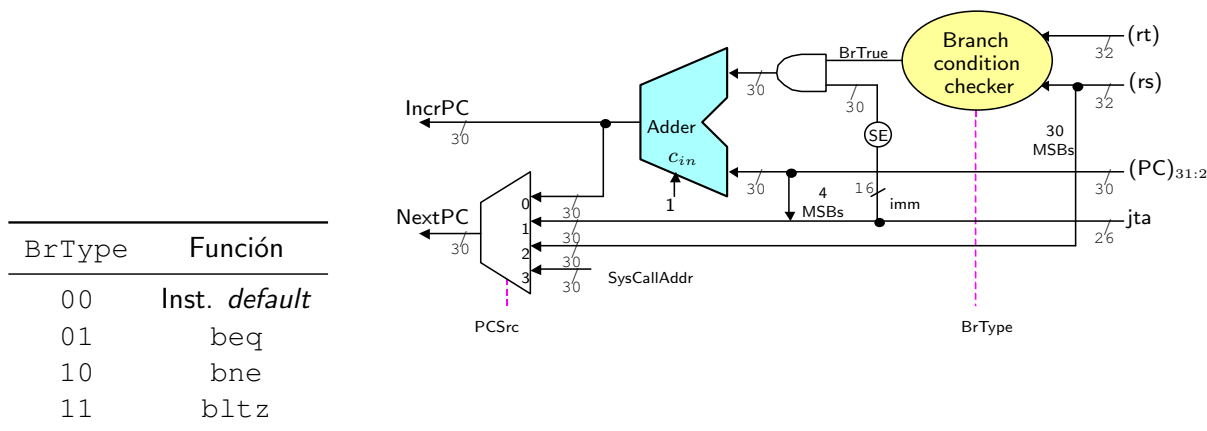 BrType Función
00 Inst. default
01 beq
10 bne
11 bltz
IncrPC
30
NextPC
30
Adder
c_in
1
0
1
2
3
30
30
30
30
PCSrc
SysCallAddr
30
30
BrTrue
30
SE
16
imm
4
MSBs
Branch
condition
checker
BrType
30
MSBs
(rt)
32
(rs)
32
(PC)31:2
30
jta
26